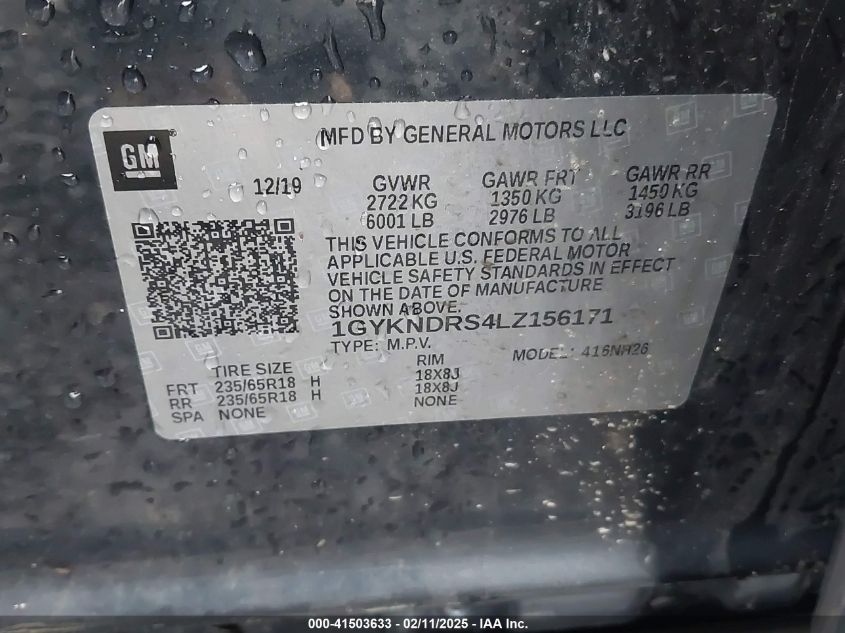 GM
MFD BY GENERAL MOTORS LLC
12/19 GVWR GAWR FRT GAWR RR
2722 KG 1350 KG 1450 KG
6001 LB 2976 LB 3196 LB
THIS VEHICLE CONFORMS TO ALL
APPLICABLE U.S. FEDERAL MOTOR
VEHICLE SAFETY STANDARDS IN EFFECT
ON THE DATE OF MANUFACTURE
SHOWN ABOVE.
1GYKNDRS4LZ156171
TYPE: M.P.V. MODEL: 416NH26
TIRE SIZE RIM
FRT 235/65R18 H 18X8J
RR 235/65R18 H 18X8J
SPA NONE NONE
000-41503633 - 02/11/2025 - IAA Inc.